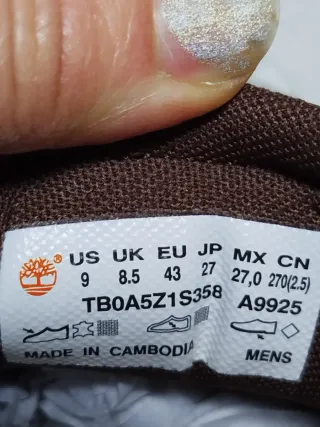 US UK EU JP MX CN
9 8.5 43 27 27,0 270(2.5)
TB0A5Z1S358 A9925
MADE IN CAMBODIA MENS